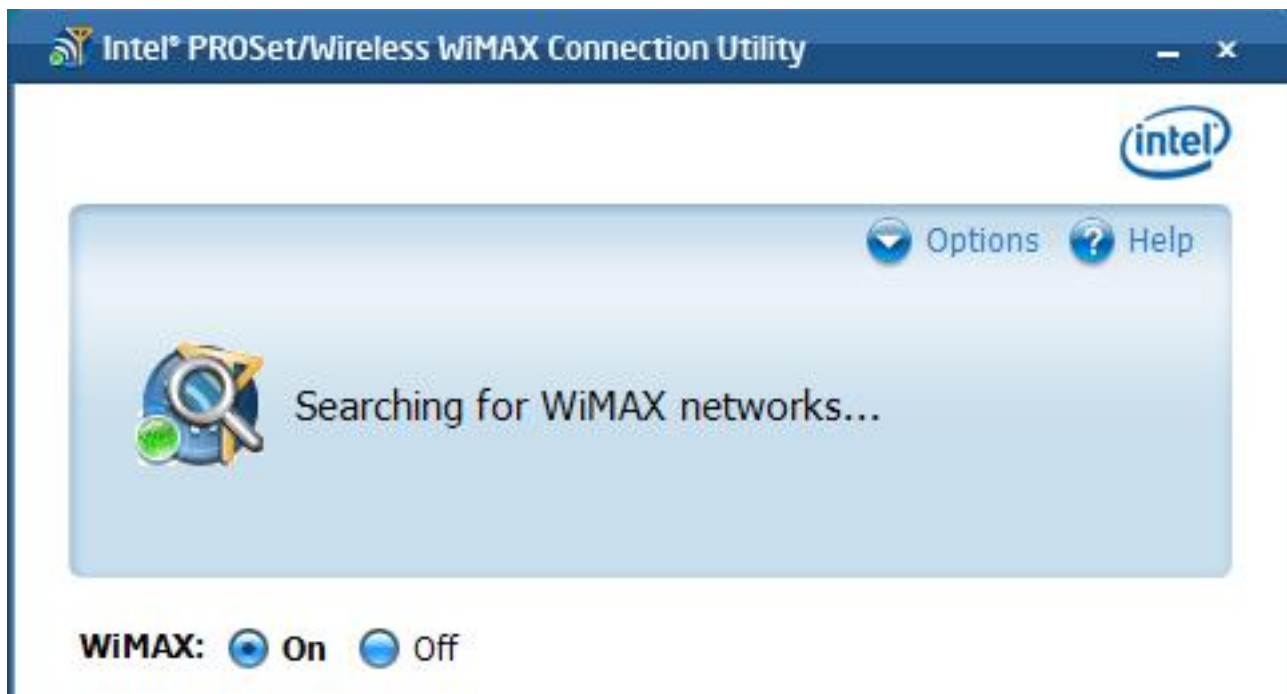 Intel® PROSet/Wireless WiMAX Connection Utility
intel
Options Help
Searching for WiMAX networks...
WiMAX: On Off